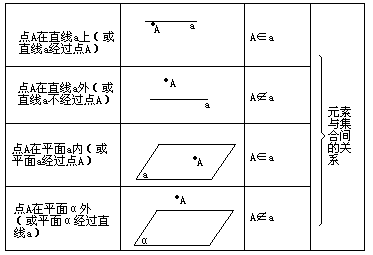 点A在直线a上(或
直线a经过点A)
A
a
A∈a
点A在直线a外(或
直线a不经过点A)
A
a
A∉a
元素
与集
合间
的关
系
点A在平面a内(或
平面a经过点A)
A
a
A∈a
点A在平面α外
(或平面α经过直
线a)
A
α
A∉a